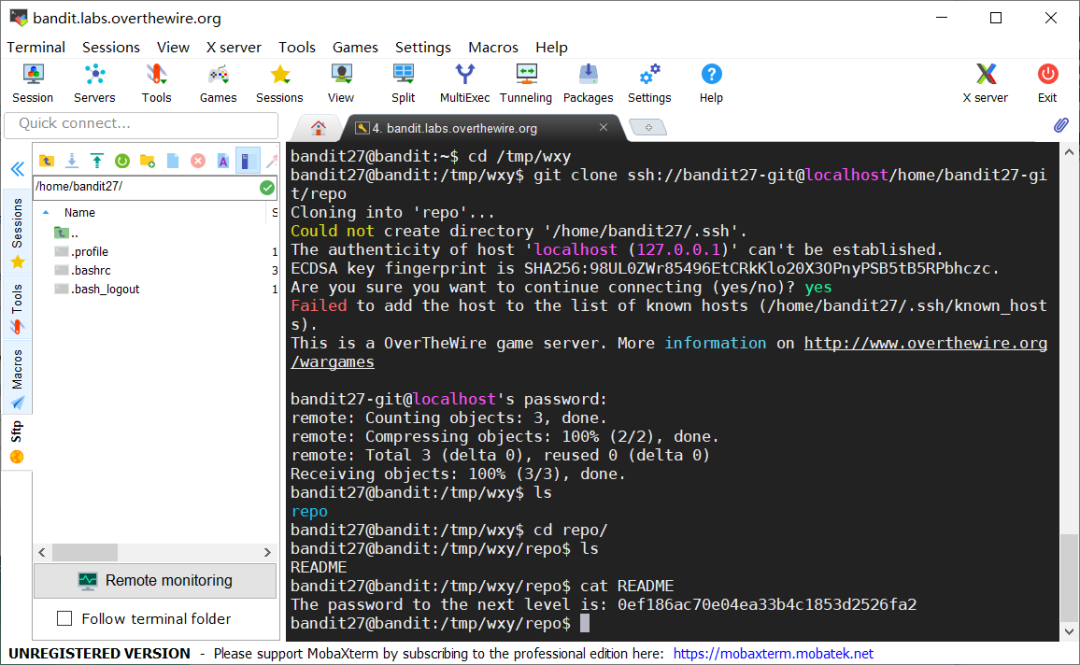 bandit.labs.overthewire.org
Terminal Sessions View X server Tools Games Settings Macros Help
Session Servers Tools Games Sessions View Split MultiExec Tunneling Packages Settings Help X server Exit
Quick connect...
4. bandit.labs.overthewire.org
/home/bandit27/
Name S
..
.profile 1
.bashrc 3
.bash_logout 1
Sessions
Tools
Macros
Sftp
Remote monitoring
Follow terminal folder
bandit27@bandit:~$ cd /tmp/wxy
bandit27@bandit:/tmp/wxy$ git clone ssh://bandit27-git@localhost/home/bandit27-gi
t/repo
Cloning into 'repo'...
Could not create directory '/home/bandit27/.ssh'.
The authenticity of host 'localhost (127.0.0.1)' can't be established.
ECDSA key fingerprint is SHA256:98UL0ZWr85496EtCRkKlo20X3OPnyPSB5tB5RPbhczc.
Are you sure you want to continue connecting (yes/no)? yes
Failed to add the host to the list of known hosts (/home/bandit27/.ssh/known_host
s).
This is a OverTheWire game server. More information on http://www.overthewire.org
/wargames
bandit27-git@localhost's password:
remote: Counting objects: 3, done.
remote: Compressing objects: 100% (2/2), done.
remote: Total 3 (delta 0), reused 0 (delta 0)
Receiving objects: 100% (3/3), done.
bandit27@bandit:/tmp/wxy$ ls
repo
bandit27@bandit:/tmp/wxy$ cd repo/
bandit27@bandit:/tmp/wxy/repo$ ls
README
bandit27@bandit:/tmp/wxy/repo$ cat README
The password to the next level is: 0ef186ac70e04ea33b4c1853d2526fa2
bandit27@bandit:/tmp/wxy/repo$
UNREGISTERED VERSION - Please support MobaXterm by subscribing to the professional edition here: https://mobaxterm.mobatek.net